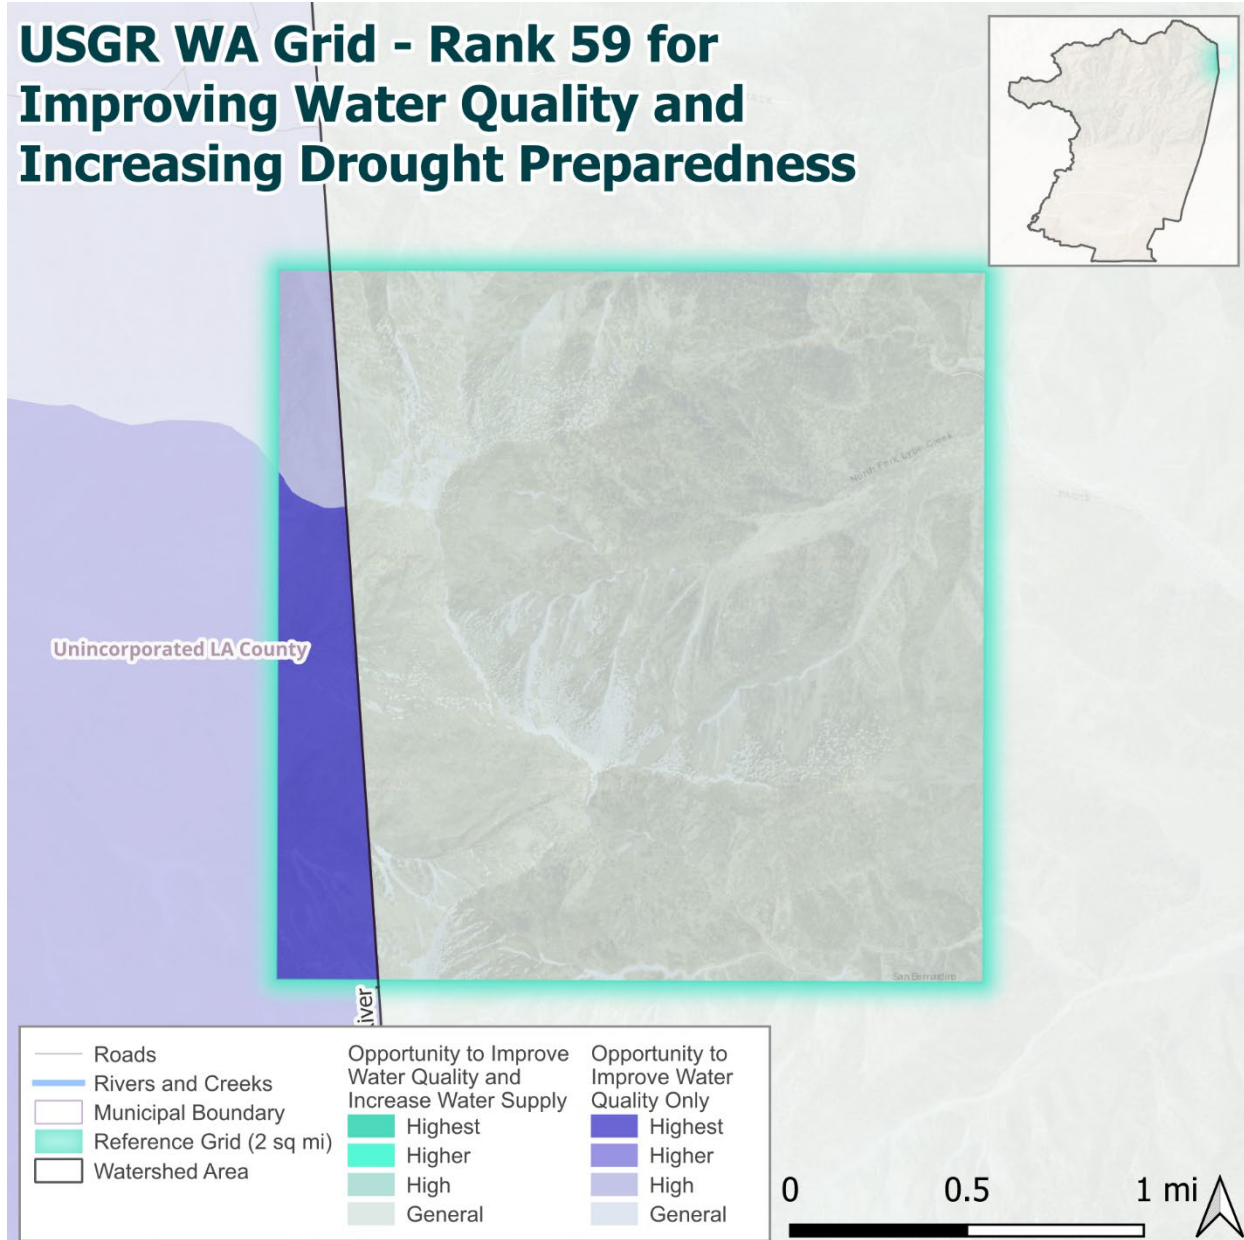 USGR WA Grid - Rank 59 for
Improving Water Quality and
Increasing Drought Preparedness
North Fork Lytle Creek
Unincorporated LA County
San Bernardino
iver
Roads
Rivers and Creeks
Municipal Boundary
Reference Grid (2 sq mi)
Watershed Area
Opportunity to Improve
Water Quality and
Increase Water Supply
Highest
Higher
High
General
Opportunity to
Improve Water
Quality Only
Highest
Higher
High
General
0 0.5 1 mi